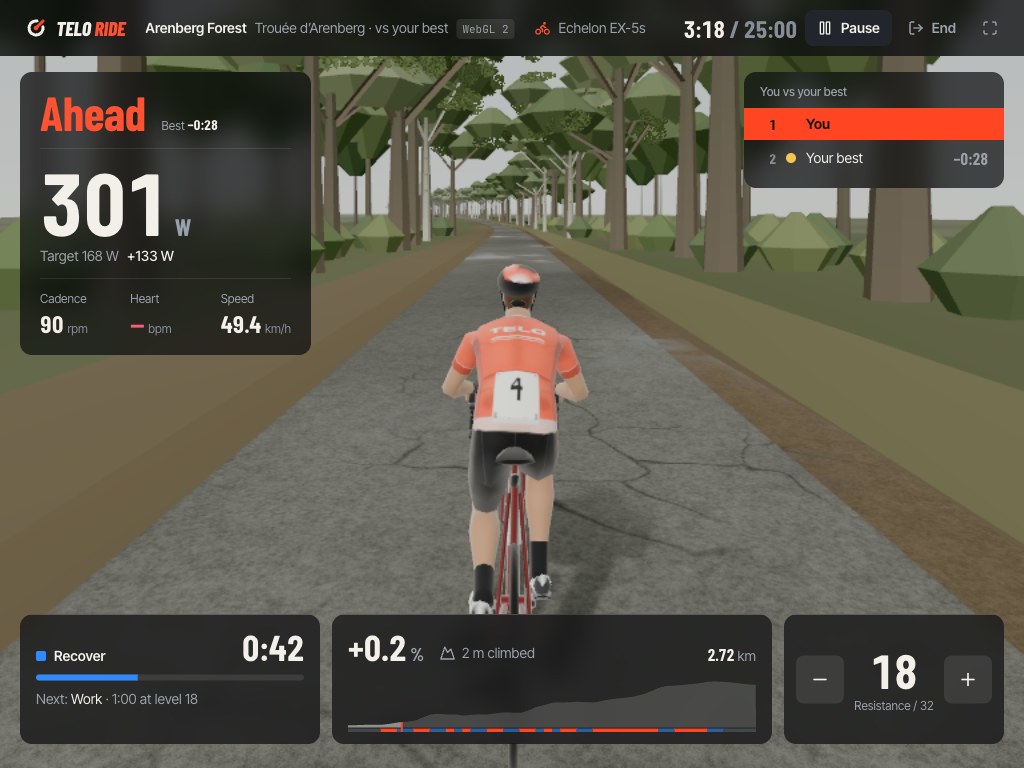 TELO RIDE Arenberg Forest Trouée d'Arenberg · vs your best WebGL 2 Echelon EX-5s 3:18 / 25:00 Pause End
Ahead Best −0:28
301 W
Target 168 W +133 W
Cadence Heart Speed
90 rpm — bpm 49.4 km/h
You vs your best
1 You
2 Your best −0:28
TELO
4
Recover 0:42
Next: Work · 1:00 at level 18
+0.2 % 2 m climbed 2.72 km
− 18 +
Resistance / 32